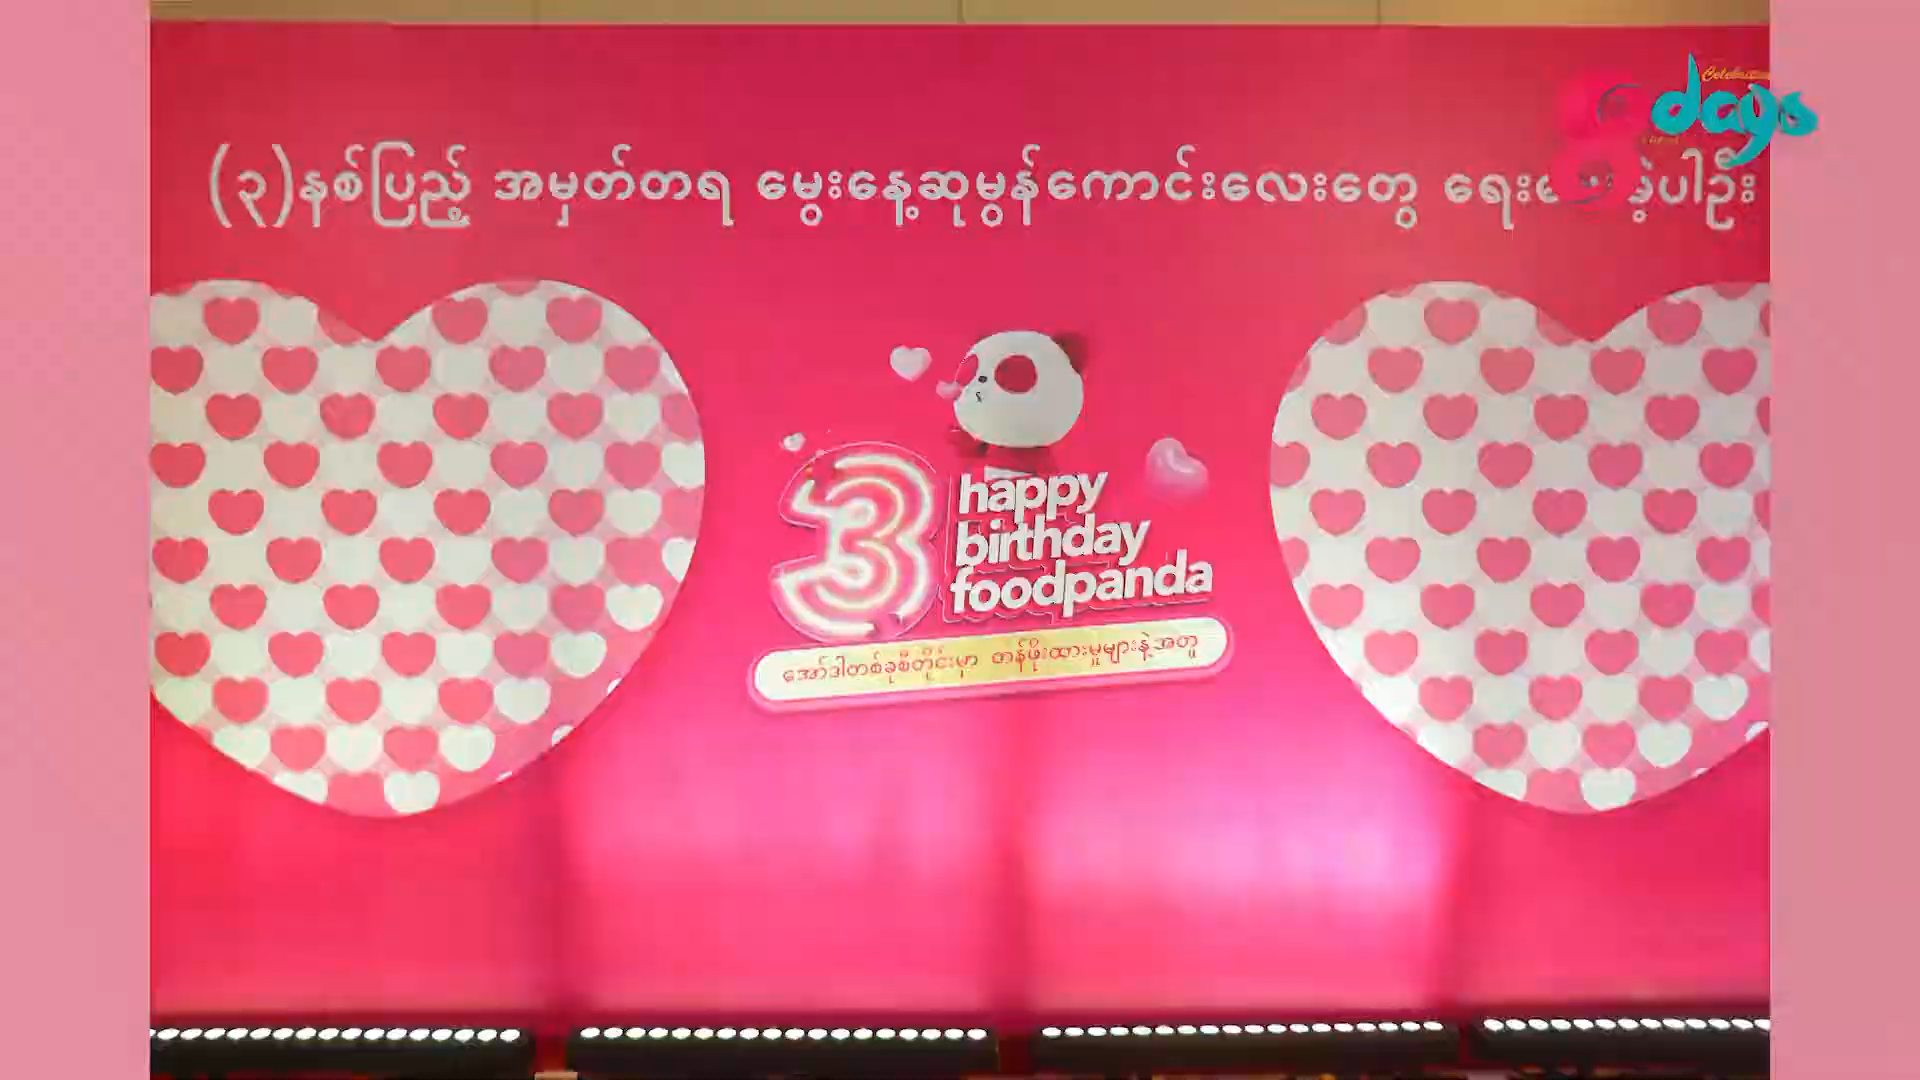 Celebration
days
(၃)နှစ်ပြည့် အမှတ်တရ မွေးနေ့ဆုမွန်ကောင်းလေးတွေ ရေး ခဲ့ပါဦး
3
happy
birthday
foodpanda
အော်ဒါတစ်ခုစီတိုင်းမှာ တန်ဖိုးထားမှုများနဲ့အတူ